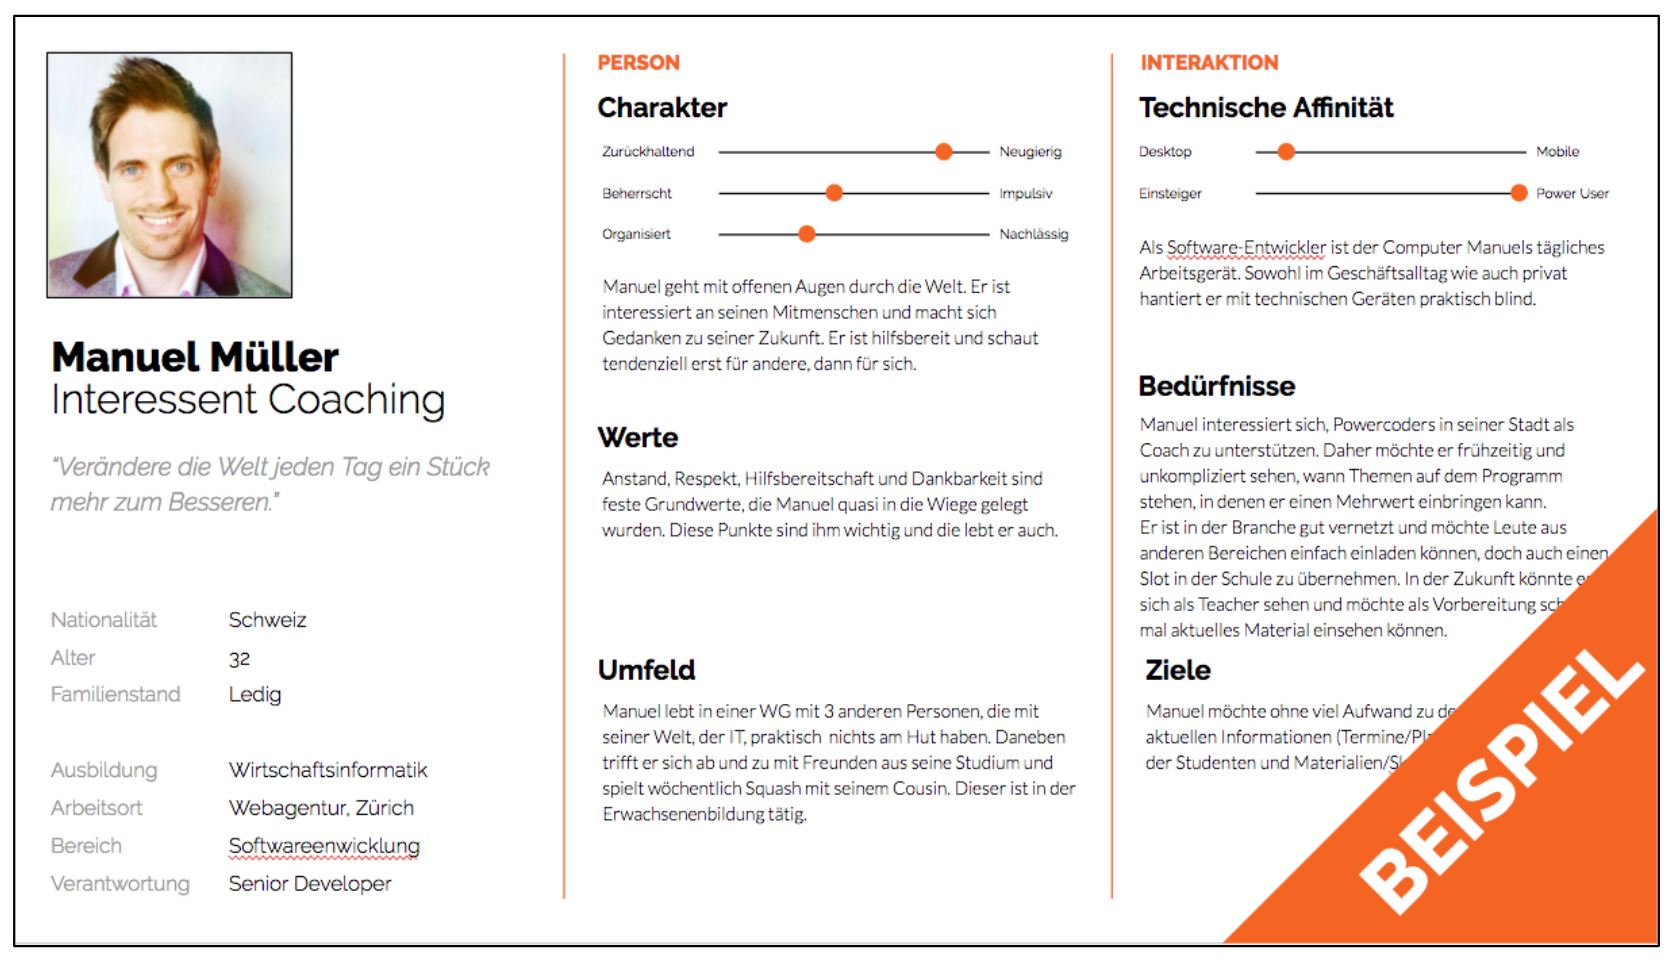 Manuel Müller
Interessent Coaching
"Verändere die Welt jeden Tag ein Stück
mehr zum Besseren."
Nationalität Schweiz
Alter 32
Familienstand Ledig
Ausbildung Wirtschaftsinformatik
Arbeitsort Webagentur, Zürich
Bereich Softwareenwicklung
Verantwortung Senior Developer
PERSON
Charakter
Zurückhaltend Neugierig
Beherrscht Impulsiv
Organisiert Nachlässig
Manuel geht mit offenen Augen durch die Welt. Er ist
interessiert an seinen Mitmenschen und macht sich
Gedanken zu seiner Zukunft. Er ist hilfsbereit und schaut
tendenziell erst für andere, dann für sich.
Werte
Anstand, Respekt, Hilfsbereitschaft und Dankbarkeit sind
feste Grundwerte, die Manuel quasi in die Wiege gelegt
wurden. Diese Punkte sind ihm wichtig und die lebt er auch.
Umfeld
Manuel lebt in einer WG mit 3 anderen Personen, die mit
seiner Welt, der IT, praktisch nichts am Hut haben. Daneben
trifft er sich ab und zu mit Freunden aus seine Studium und
spielt wöchentlich Squash mit seinem Cousin. Dieser ist in der
Erwachsenenbildung tätig.
INTERAKTION
Technische Affinität
Desktop Mobile
Einsteiger Power User
Als Software-Entwickler ist der Computer Manuels tägliches
Arbeitsgerät. Sowohl im Geschäftsalltag wie auch privat
hantiert er mit technischen Geräten praktisch blind.
Bedürfnisse
Manuel interessiert sich, Powercoders in seiner Stadt als
Coach zu unterstützen. Daher möchte er frühzeitig und
unkompliziert sehen, wann Themen auf dem Programm
stehen, in denen er einen Mehrwert einbringen kann.
Er ist in der Branche gut vernetzt und möchte Leute aus
anderen Bereichen einfach einladen können, doch auch einen
Slot in der Schule zu übernehmen. In der Zukunft könnte
sich als Teacher sehen und möchte als Vorbereitung
mal aktuelles Material einsehen können.
Ziele
Manuel möchte ohne viel Aufwand zu
aktuellen Informationen (Termine/
der Studenten und Materialien/
BEISPIEL